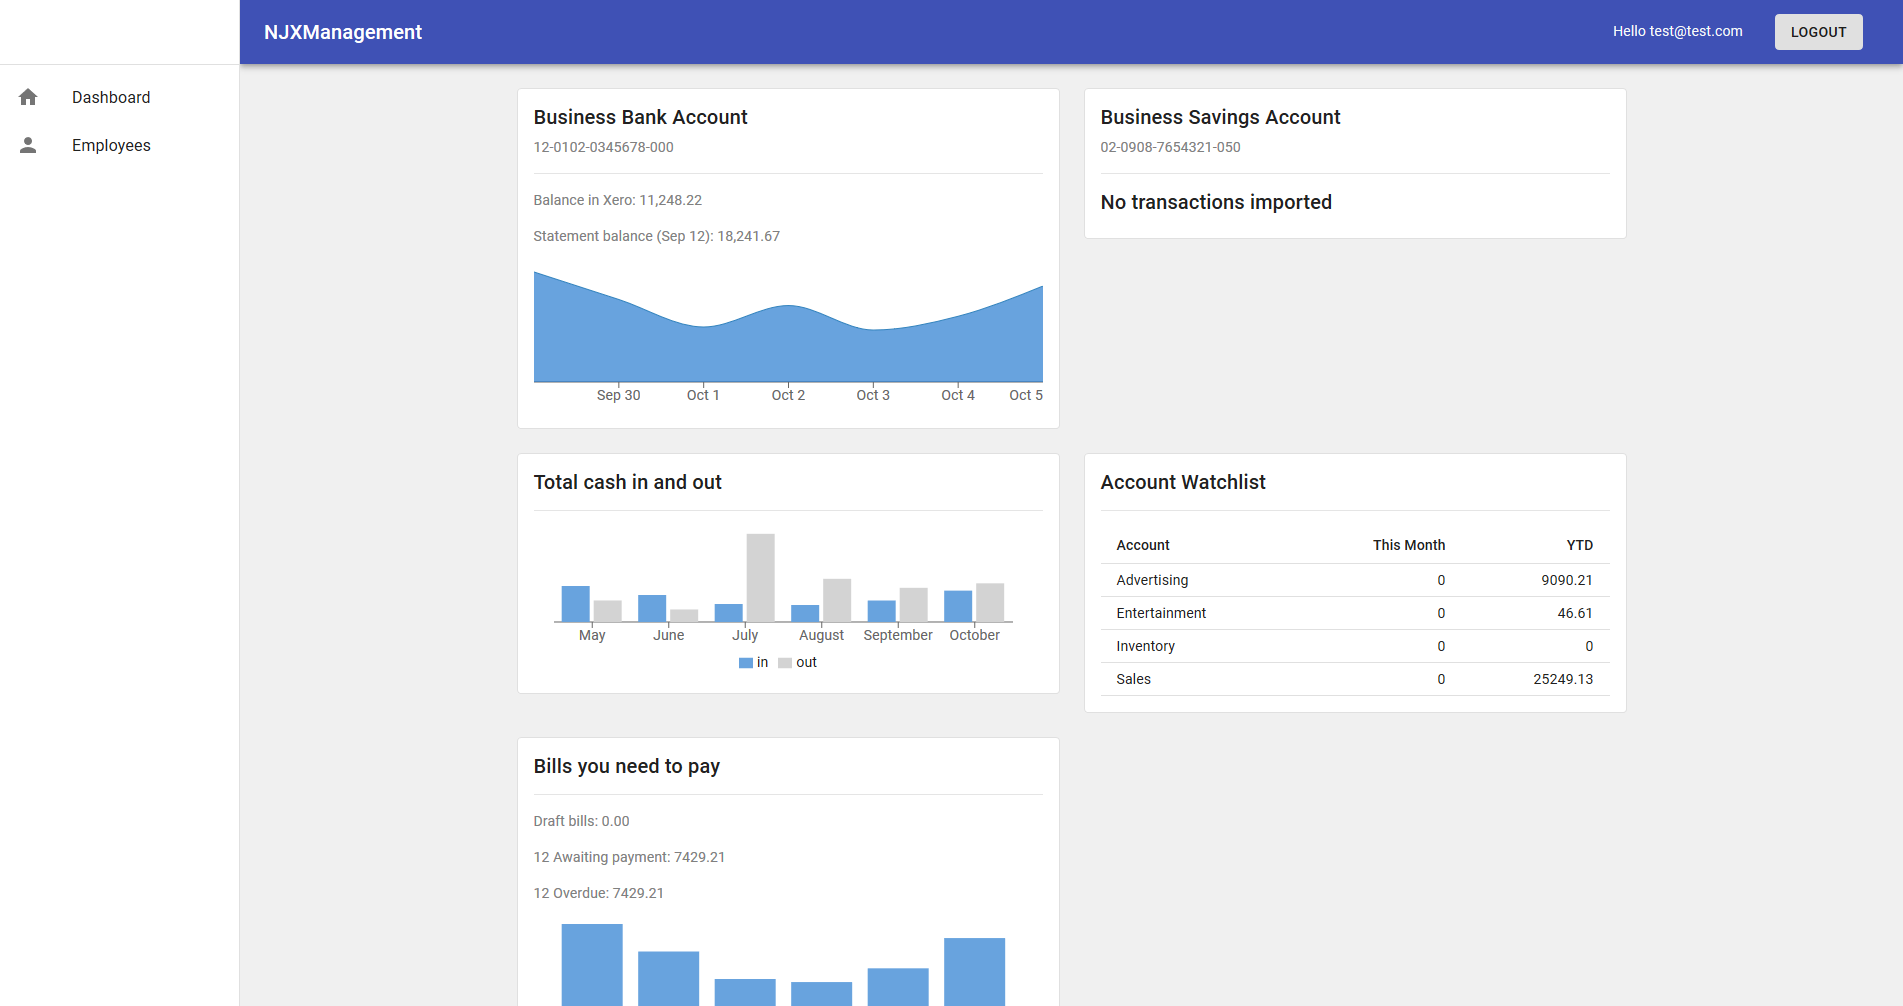 NJXManagement
Hello test@test.com
LOGOUT
Dashboard
Employees
Business Bank Account
12-0102-0345678-000
Balance in Xero: 11,248.22
Statement balance (Sep 12): 18,241.67
Sep 30 Oct 1 Oct 2 Oct 3 Oct 4 Oct 5
Business Savings Account
02-0908-7654321-050
No transactions imported
Total cash in and out
May June July August September October
in out
Account Watchlist
Account This Month YTD
Advertising 0 9090.21
Entertainment 0 46.61
Inventory 0 0
Sales 0 25249.13
Bills you need to pay
Draft bills: 0.00
12 Awaiting payment: 7429.21
12 Overdue: 7429.21